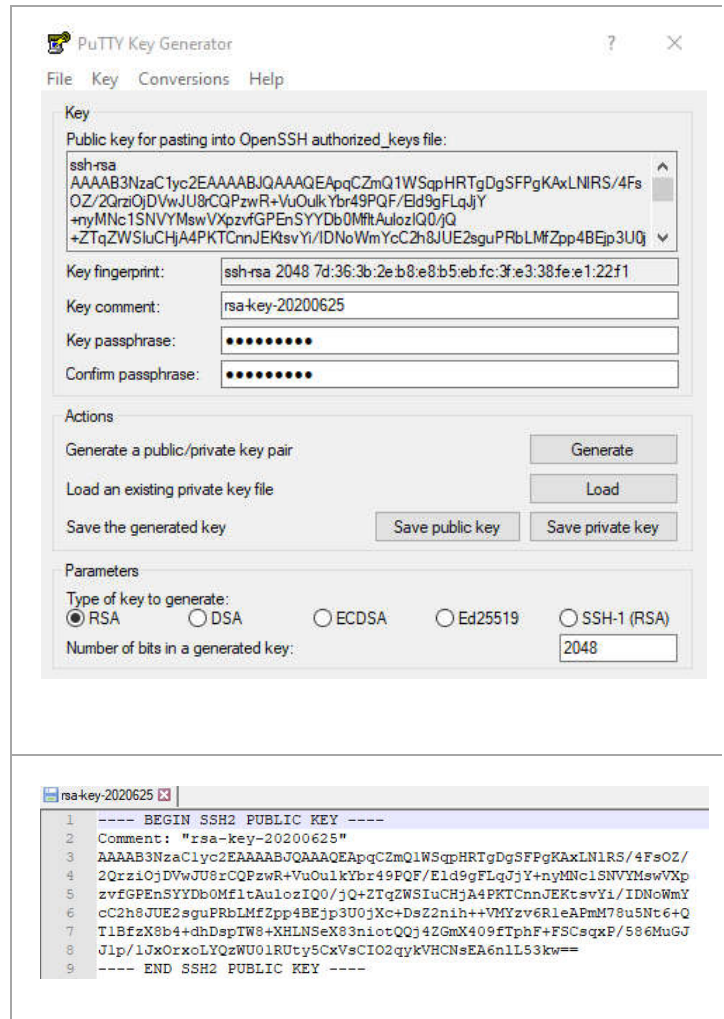 PuTTY Key Generator
File Key Conversions Help
Key
Public key for pasting into OpenSSH authorized_keys file:
ssh-rsa
AAAAB3NzaC1yc2EAAAABJQAAAQEApqCZmQ1WSqpHRTgDgSFPgKAxLNlRS/4Fs
OZ/2QrziOjDVwJU8rCQPzwR+VuOulkYbr49PQF/Eld9gFLqJjY
+nyMNc1SNVYMswVXpzvfGPEnSYYDb0MfltAulozIQ0/jQ
+ZTqZWSIuCHjA4PKTCnnJEKtsvYi/IDNoWmYcC2h8JUE2sguPRbLMfZpp4BEjp3U0j
Key fingerprint: ssh-rsa 2048 7d:36:3b:2e:b8:e8:b5:eb:fc:3f:e3:38:fe:e1:22:f1
Key comment: rsa-key-20200625
Key passphrase: ●●●●●●●●●
Confirm passphrase: ●●●●●●●●●
Actions
Generate a public/private key pair Generate
Load an existing private key file Load
Save the generated key Save public key Save private key
Parameters
Type of key to generate:
RSA DSA ECDSA Ed25519 SSH-1 (RSA)
Number of bits in a generated key: 2048
rsa-key-2020625
1 ---- BEGIN SSH2 PUBLIC KEY ----
2 Comment: "rsa-key-20200625"
3 AAAAB3NzaC1yc2EAAAABJQAAAQEApqCZmQ1WSqpHRTgDgSFPgKAxLNlRS/4FsOZ/
4 2QrziOjDVwJU8rCQPzwR+VuOulkYbr49PQF/Eld9gFLqJjY+nyMNc1SNVYMswVXp
5 zvfGPEnSYYDb0MfltAulozIQ0/jQ+ZTqZWSIuCHjA4PKTCnnJEKtsvYi/IDNoWmY
6 cC2h8JUE2sguPRbLMfZpp4BEjp3U0jXc+DsZ2nih++VMYzv6RleAPmM78u5Nt6+Q
7 TlBfzX8b4+dhDspTW8+XHLNSeX83niotQQj4ZGmX409fTphF+FSCsqxP/586MuGJ
8 Jlp/lJxOrxoLYQzWU01RUty5CxVsCIO2qykVHCNsEA6nlL53kw==
9 ---- END SSH2 PUBLIC KEY ----